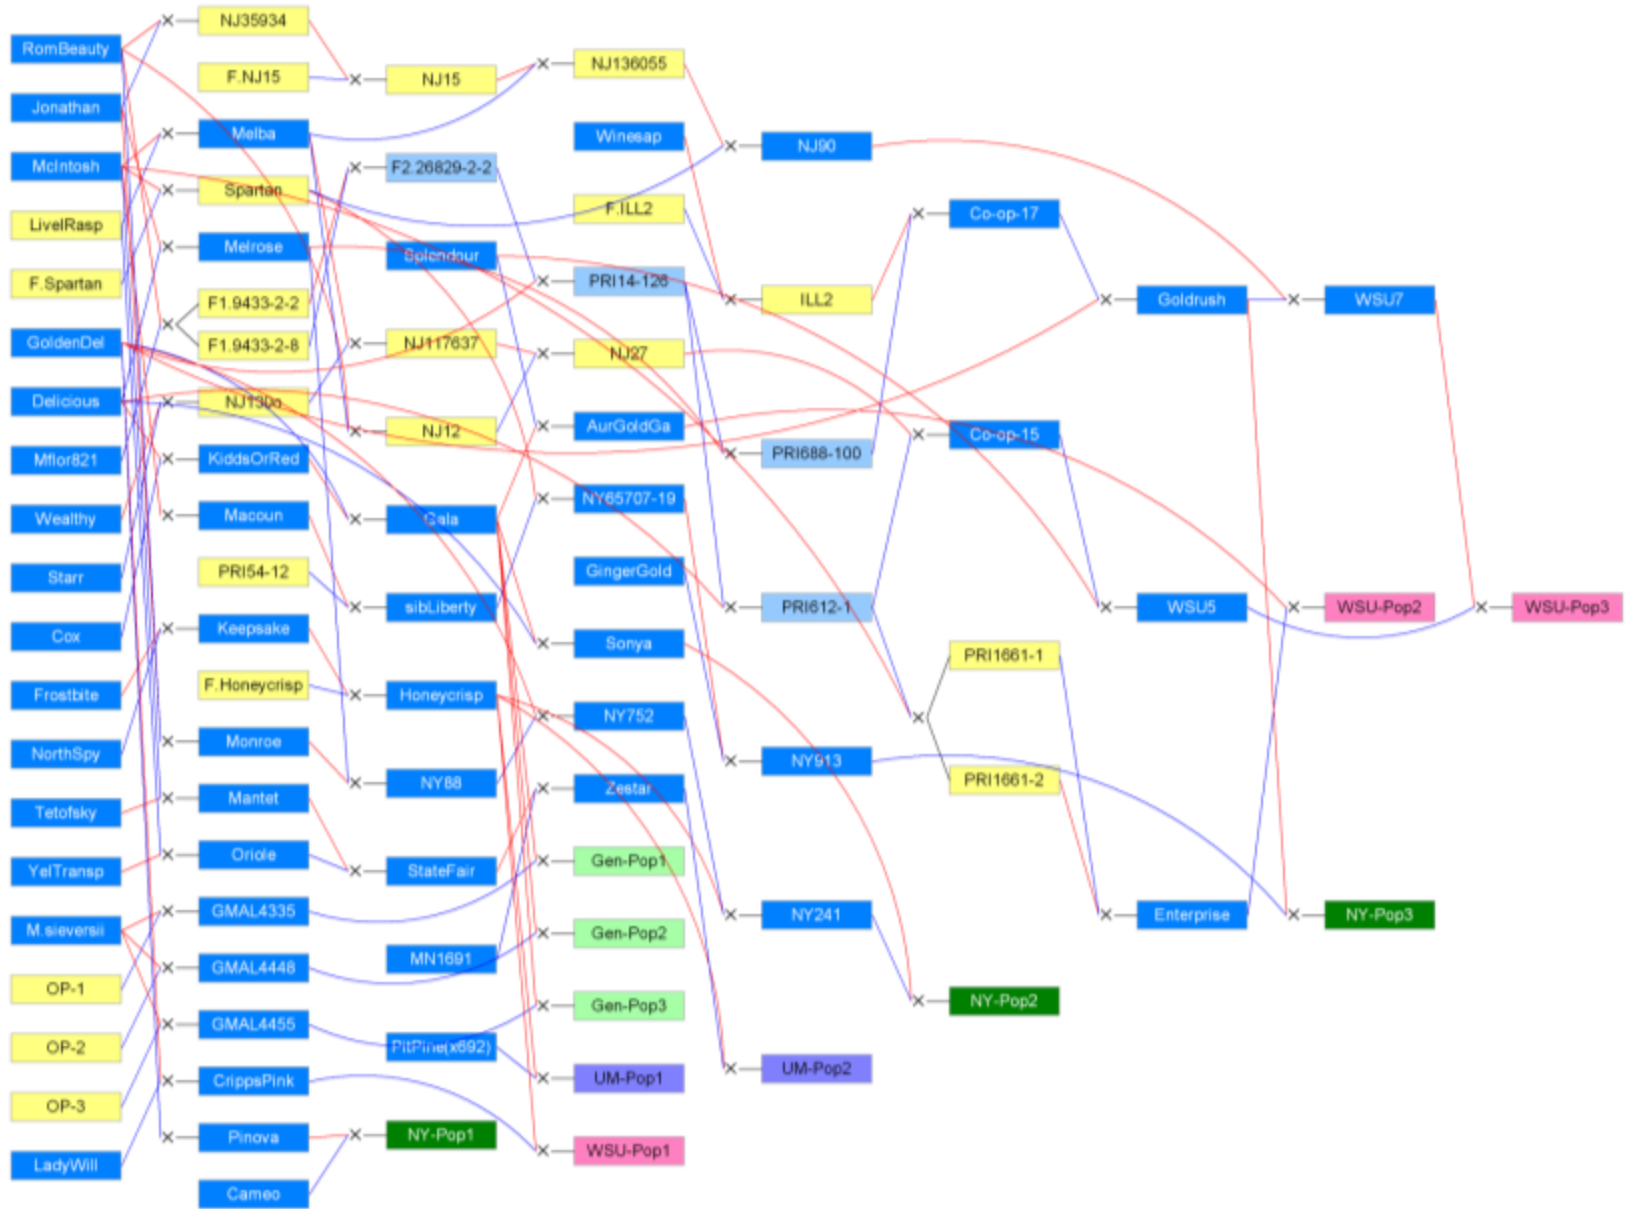 RomBeauty
Jonathan
McIntosh
LivelRasp
F.Spartan
GoldenDel
Delicious
Mflor821
Wealthy
Starr
Cox
Frostbite
NorthSpy
Tetofsky
YelTransp
M.sieversii
OP-1
OP-2
OP-3
LadyWill
NJ35934
F.NJ15
Melba
Spartan
Melrose
F1.9433-2-2
F1.9433-2-8
KiddsOrRed
Macoun
PRI54-12
Keepsake
F.Honeycrisp
Monroe
Mantet
Oriole
GMAL4335
GMAL4448
GMAL4455
CrippsPink
Pinova
Cameo
NJ15
F2.26829-2-2
Splendour
NJ117637
NJ12
Gala
sibLiberty
Honeycrisp
NY88
StateFair
MN1691
PitPine(x692)
NY-Pop1
NJ136055
Winesap
F.ILL2
PRI14-126
NJ27
AurGoldGa
NY65707-19
GingerGold
Sonya
NY752
Zestar
Gen-Pop1
Gen-Pop2
Gen-Pop3
UM-Pop1
WSU-Pop1
NJ90
ILL2
PRI688-100
PRI612-1
NY913
NY241
UM-Pop2
Co-op-17
Co-op-15
PRI1661-1
PRI1661-2
NY-Pop2
Goldrush
WSU5
Enterprise
WSU7
WSU-Pop2
NY-Pop3
WSU-Pop3